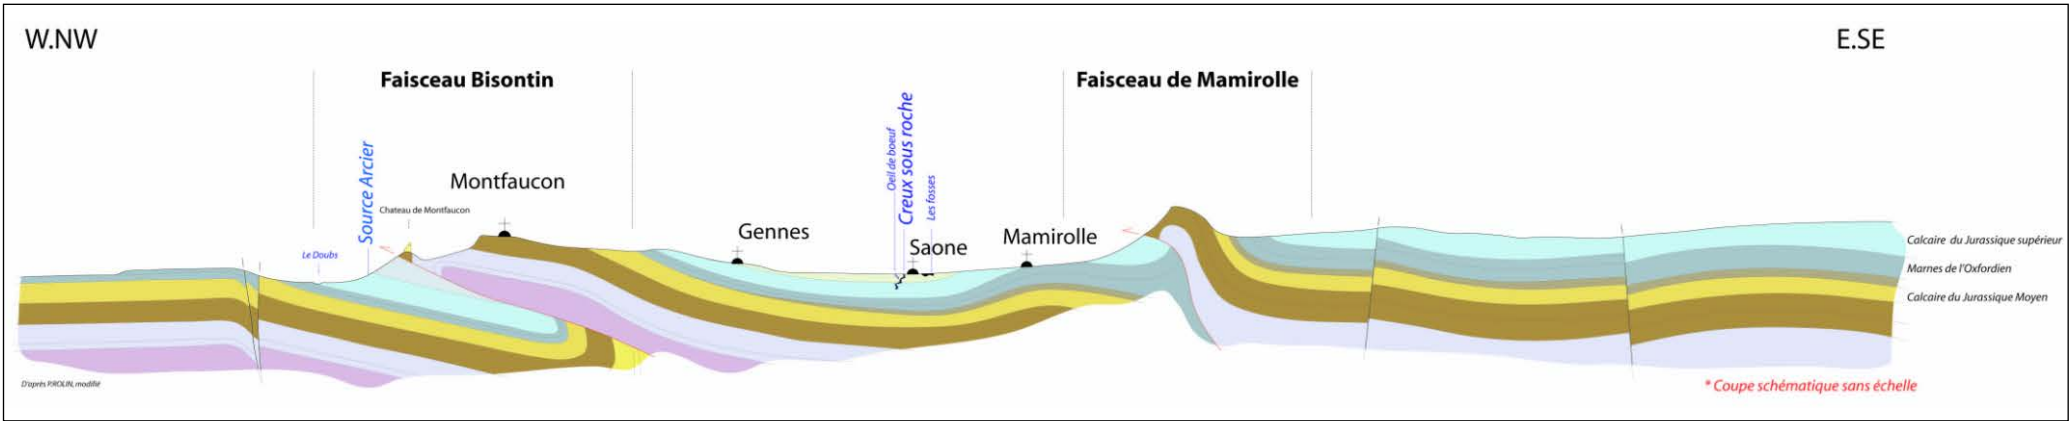 W.NW
E.SE
Faisceau Bisontin
Faisceau de Mamirolle
Source Arcier
Oeil de boeuf
Creux sous roche
Les fosses
Montfaucon
Chateau de Montfaucon
Gennes
Saone
Mamirolle
Le Doubs
Calcaire du Jurassique supérieur
Marnes de l'Oxfordien
Calcaire du Jurassique Moyen
D'après P.ROLIN, modifié
* Coupe schématique sans échelle